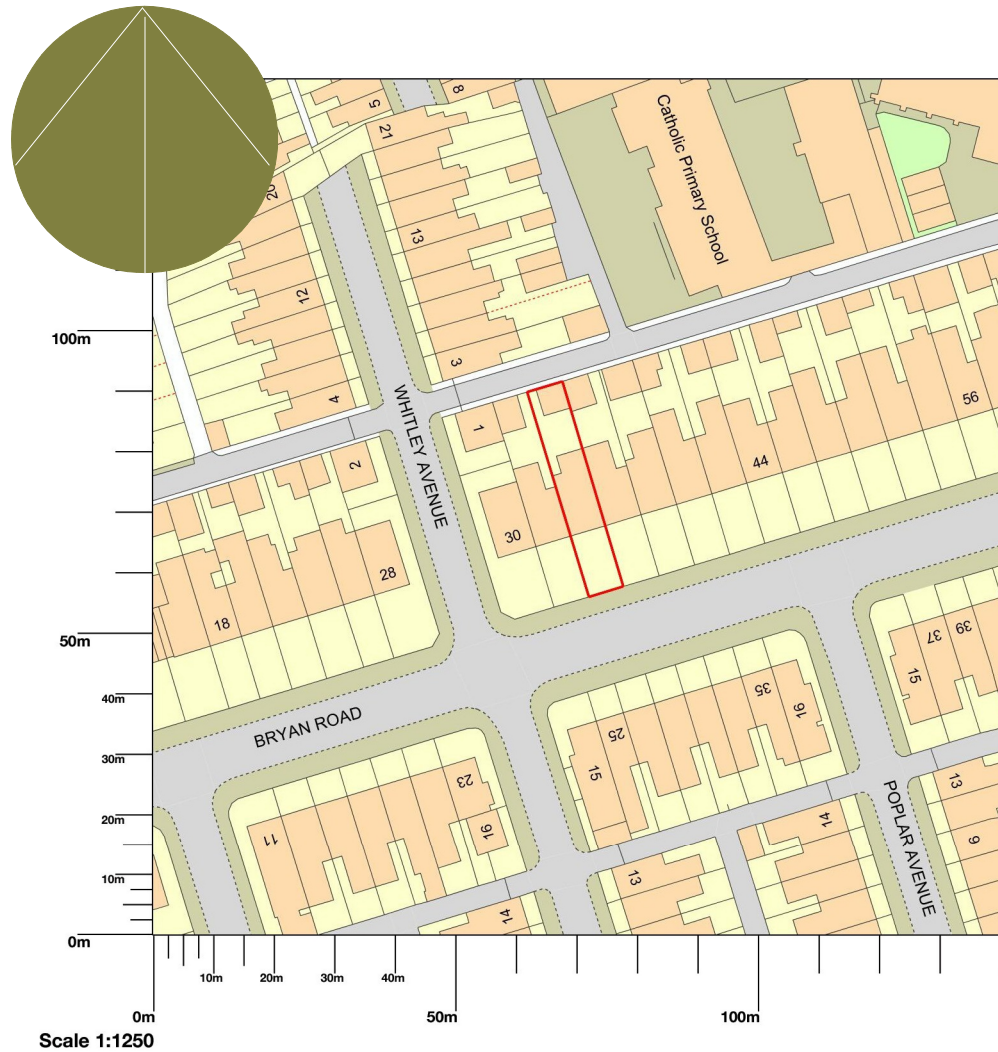 5
8
21
20
Catholic Primary School
13
12
3
4
100m
WHITLEY AVENUE
1
56
2
44
30
28
18
50m
39
37
15
40m
35
16
BRYAN ROAD
25
30m
15
23
13
POPLAR AVENUE
20m
14
16
11
9
10m
13
14
0m
10m
20m
30m
40m
0m
50m
100m
Scale 1:1250